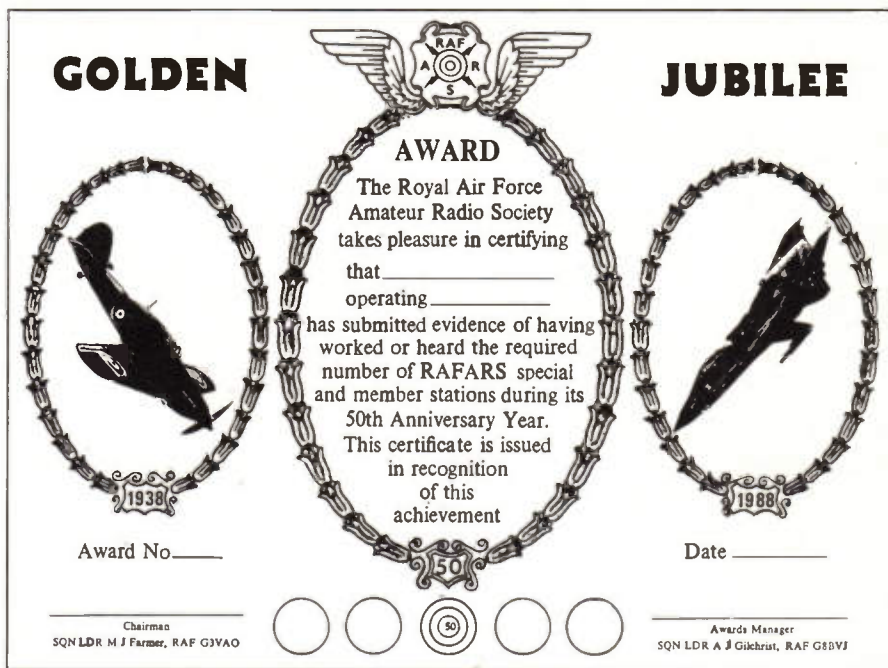 GOLDEN
RAF
A R
S
JUBILEE
AWARD
The Royal Air Force
Amateur Radio Society
takes pleasure in certifying
that
operating
has submitted evidence of having
worked or heard the required
number of RAFARS special
and member stations during its
50th Anniversary Year.
This certificate is issued
in recognition
of this
achievement
1938
1988
Award No
50
Date
50
Chairman
SQN LDR M J Farmer, RAF G3VAO
Awards Manager
SQN LDR A J Gilchrist, RAF G8BVJ